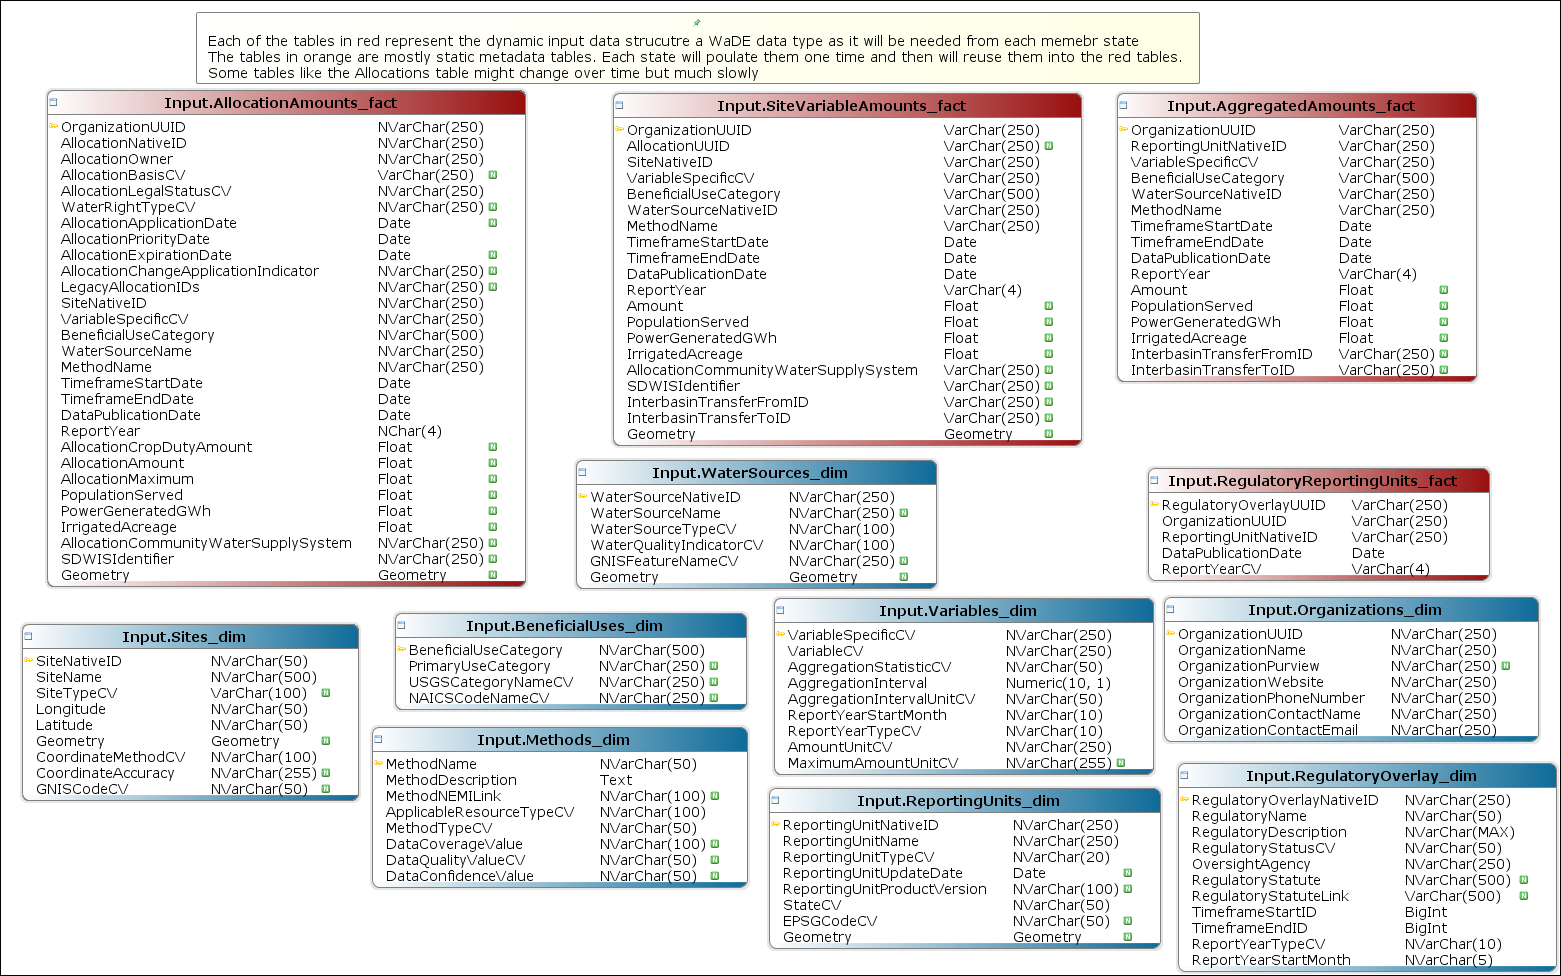 Each of the tables in red represent the dynamic input data strucutre a WaDE data type as it will be needed from each memebr state
The tables in orange are mostly static metadata tables. Each state will poulate them one time and then will reuse them into the red tables.
Some tables like the Allocations table might change over time but much slowly
Input.AllocationAmounts_fact
OrganizationUUID NVarChar(250)
AllocationNativeID NVarChar(250)
AllocationOwner NVarChar(250)
AllocationBasisCV VarChar(250) N
AllocationLegalStatusCV NVarChar(250)
WaterRightTypeCV NVarChar(250) N
AllocationApplicationDate Date N
AllocationPriorityDate Date
AllocationExpirationDate Date N
AllocationChangeApplicationIndicator NVarChar(250) N
LegacyAllocationIDs NVarChar(250) N
SiteNativeID NVarChar(250)
VariableSpecificCV NVarChar(250)
BeneficialUseCategory NVarChar(500)
WaterSourceName NVarChar(250)
MethodName NVarChar(250)
TimeframeStartDate Date
TimeframeEndDate Date
DataPublicationDate Date
ReportYear NChar(4)
AllocationCropDutyAmount Float N
AllocationAmount Float N
AllocationMaximum Float N
PopulationServed Float N
PowerGeneratedGWh Float N
IrrigatedAcreage Float N
AllocationCommunityWaterSupplySystem NVarChar(250) N
SDWISIdentifier NVarChar(250) N
Geometry Geometry N
Input.SiteVariableAmounts_fact
OrganizationUUID VarChar(250)
AllocationUUID VarChar(250) N
SiteNativeID VarChar(250)
VariableSpecificCV VarChar(250)
BeneficialUseCategory VarChar(500)
WaterSourceNativeID VarChar(250)
MethodName VarChar(250)
TimeframeStartDate Date
TimeframeEndDate Date
DataPublicationDate Date
ReportYear VarChar(4)
Amount Float N
PopulationServed Float N
PowerGeneratedGWh Float N
IrrigatedAcreage Float N
AllocationCommunityWaterSupplySystem VarChar(250) N
SDWISIdentifier VarChar(250) N
InterbasinTransferFromID VarChar(250) N
InterbasinTransferToID VarChar(250) N
Geometry Geometry N
Input.AggregatedAmounts_fact
OrganizationUUID VarChar(250)
ReportingUnitNativeID VarChar(250)
VariableSpecificCV VarChar(250)
BeneficialUseCategory VarChar(500)
WaterSourceNativeID VarChar(250)
MethodName VarChar(250)
TimeframeStartDate Date
TimeframeEndDate Date
DataPublicationDate Date
ReportYear VarChar(4)
Amount Float N
PopulationServed Float N
PowerGeneratedGWh Float N
IrrigatedAcreage Float N
InterbasinTransferFromID VarChar(250) N
InterbasinTransferToID VarChar(250) N
Input.WaterSources_dim
WaterSourceNativeID NVarChar(250)
WaterSourceName NVarChar(250) N
WaterSourceTypeCV NVarChar(100)
WaterQualityIndicatorCV NVarChar(100)
GNISFeatureNameCV NVarChar(250) N
Geometry Geometry N
Input.RegulatoryReportingUnits_fact
RegulatoryOverlayUUID VarChar(250)
OrganizationUUID VarChar(250)
ReportingUnitNativeID VarChar(250)
DataPublicationDate Date
ReportYearCV VarChar(4)
Input.Sites_dim
SiteNativeID NVarChar(50)
SiteName NVarChar(500)
SiteTypeCV VarChar(100) N
Longitude NVarChar(50)
Latitude NVarChar(50)
Geometry Geometry N
CoordinateMethodCV NVarChar(100)
CoordinateAccuracy NVarChar(255) N
GNISCodeCV NVarChar(50) N
Input.BeneficialUses_dim
BeneficialUseCategory NVarChar(500)
PrimaryUseCategory NVarChar(250) N
USGSCategoryNameCV NVarChar(250) N
NAICSCodeNameCV NVarChar(250) N
Input.Methods_dim
MethodName NVarChar(50)
MethodDescription Text
MethodNEMILink NVarChar(100) N
ApplicableResourceTypeCV NVarChar(100)
MethodTypeCV NVarChar(50)
DataCoverageValue NVarChar(100) N
DataQualityValueCV NVarChar(50) N
DataConfidenceValue NVarChar(50) N
Input.Variables_dim
VariableSpecificCV NVarChar(250)
VariableCV NVarChar(250)
AggregationStatisticCV NVarChar(50)
AggregationInterval Numeric(10, 1)
AggregationIntervalUnitCV NVarChar(50)
ReportYearStartMonth NVarChar(10)
ReportYearTypeCV NVarChar(10)
AmountUnitCV NVarChar(250)
MaximumAmountUnitCV NVarChar(255) N
Input.ReportingUnits_dim
ReportingUnitNativeID NVarChar(250)
ReportingUnitName NVarChar(250)
ReportingUnitTypeCV NVarChar(20)
ReportingUnitUpdateDate Date N
ReportingUnitProductVersion NVarChar(100) N
StateCV NVarChar(50)
EPSGCodeCV NVarChar(50) N
Geometry Geometry N
Input.Organizations_dim
OrganizationUUID NVarChar(250)
OrganizationName NVarChar(250)
OrganizationPurview NVarChar(250) N
OrganizationWebsite NVarChar(250)
OrganizationPhoneNumber NVarChar(250)
OrganizationContactName NVarChar(250)
OrganizationContactEmail NVarChar(250)
Input.RegulatoryOverlay_dim
RegulatoryOverlayNativeID NVarChar(250)
RegulatoryName NVarChar(50)
RegulatoryDescription NVarChar(MAX)
RegulatoryStatusCV NVarChar(50)
OversightAgency NVarChar(250)
RegulatoryStatute NVarChar(500) N
RegulatoryStatuteLink VarChar(500) N
TimeframeStartID BigInt
TimeframeEndID BigInt
ReportYearTypeCV NVarChar(10)
ReportYearStartMonth NVarChar(5)